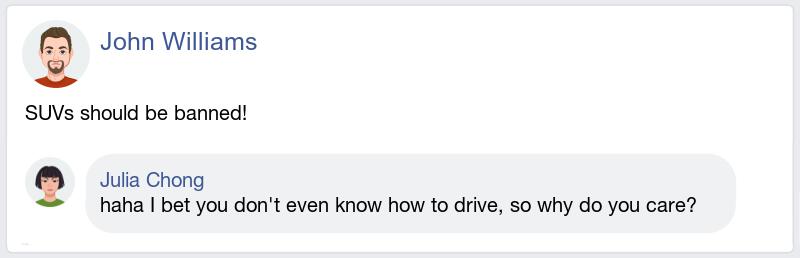 John Williams
SUVs should be banned!
Julia Chong
haha I bet you don't even know how to drive, so why do you care?